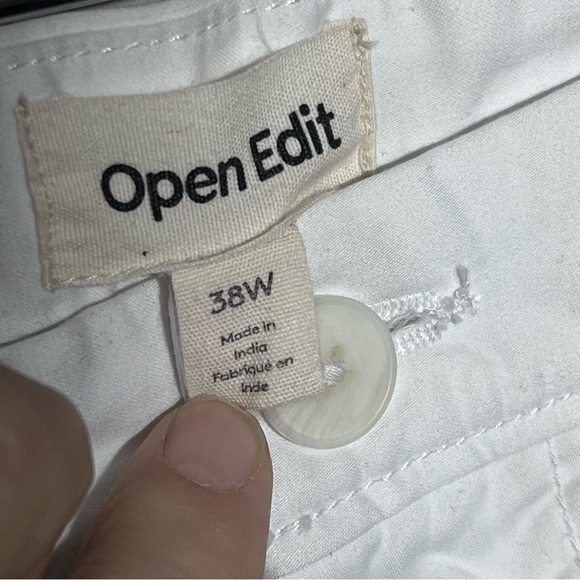 Open Edit
38W
Made in
India
Fabriqué en
Inde